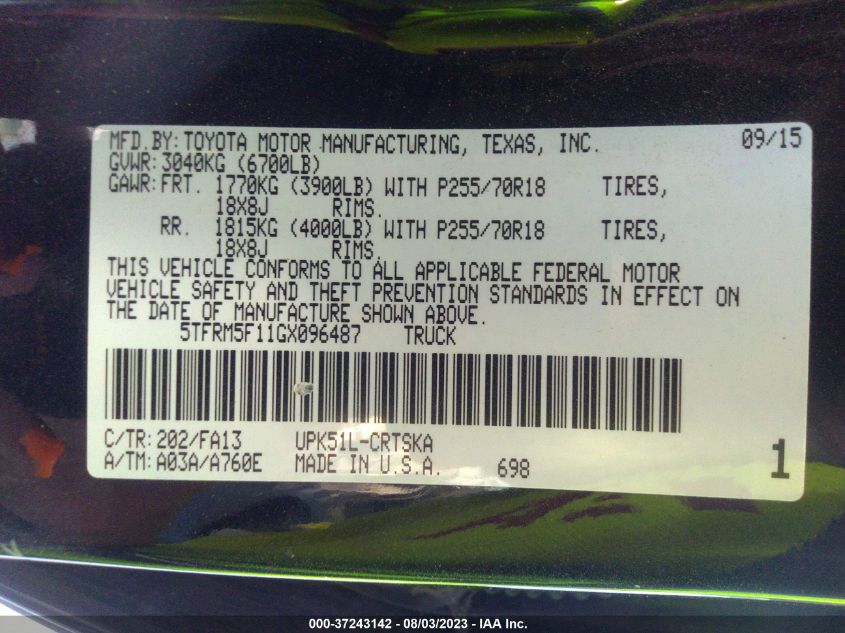 MFD.BY:TOYOTA MOTOR MANUFACTURING, TEXAS, INC. 09/15
GVWR:3040KG (6700LB)
GAWR:FRT. 1770KG (3900LB) WITH P255/70R18 TIRES,
18X8J RIMS.
RR. 1815KG (4000LB) WITH P255/70R18 TIRES,
18X8J RIMS.
THIS VEHICLE CONFORMS TO ALL APPLICABLE FEDERAL MOTOR
VEHICLE SAFETY AND THEFT PREVENTION STANDARDS IN EFFECT ON
THE DATE OF MANUFACTURE SHOWN ABOVE.
5TFRM5F11GX096487 TRUCK
C/TR:202/FA13 UPK51L-CRTSKA
A/TM:A03A/A760E MADE IN U.S.A. 698 1
000-37243142 - 08/03/2023 - IAA Inc.